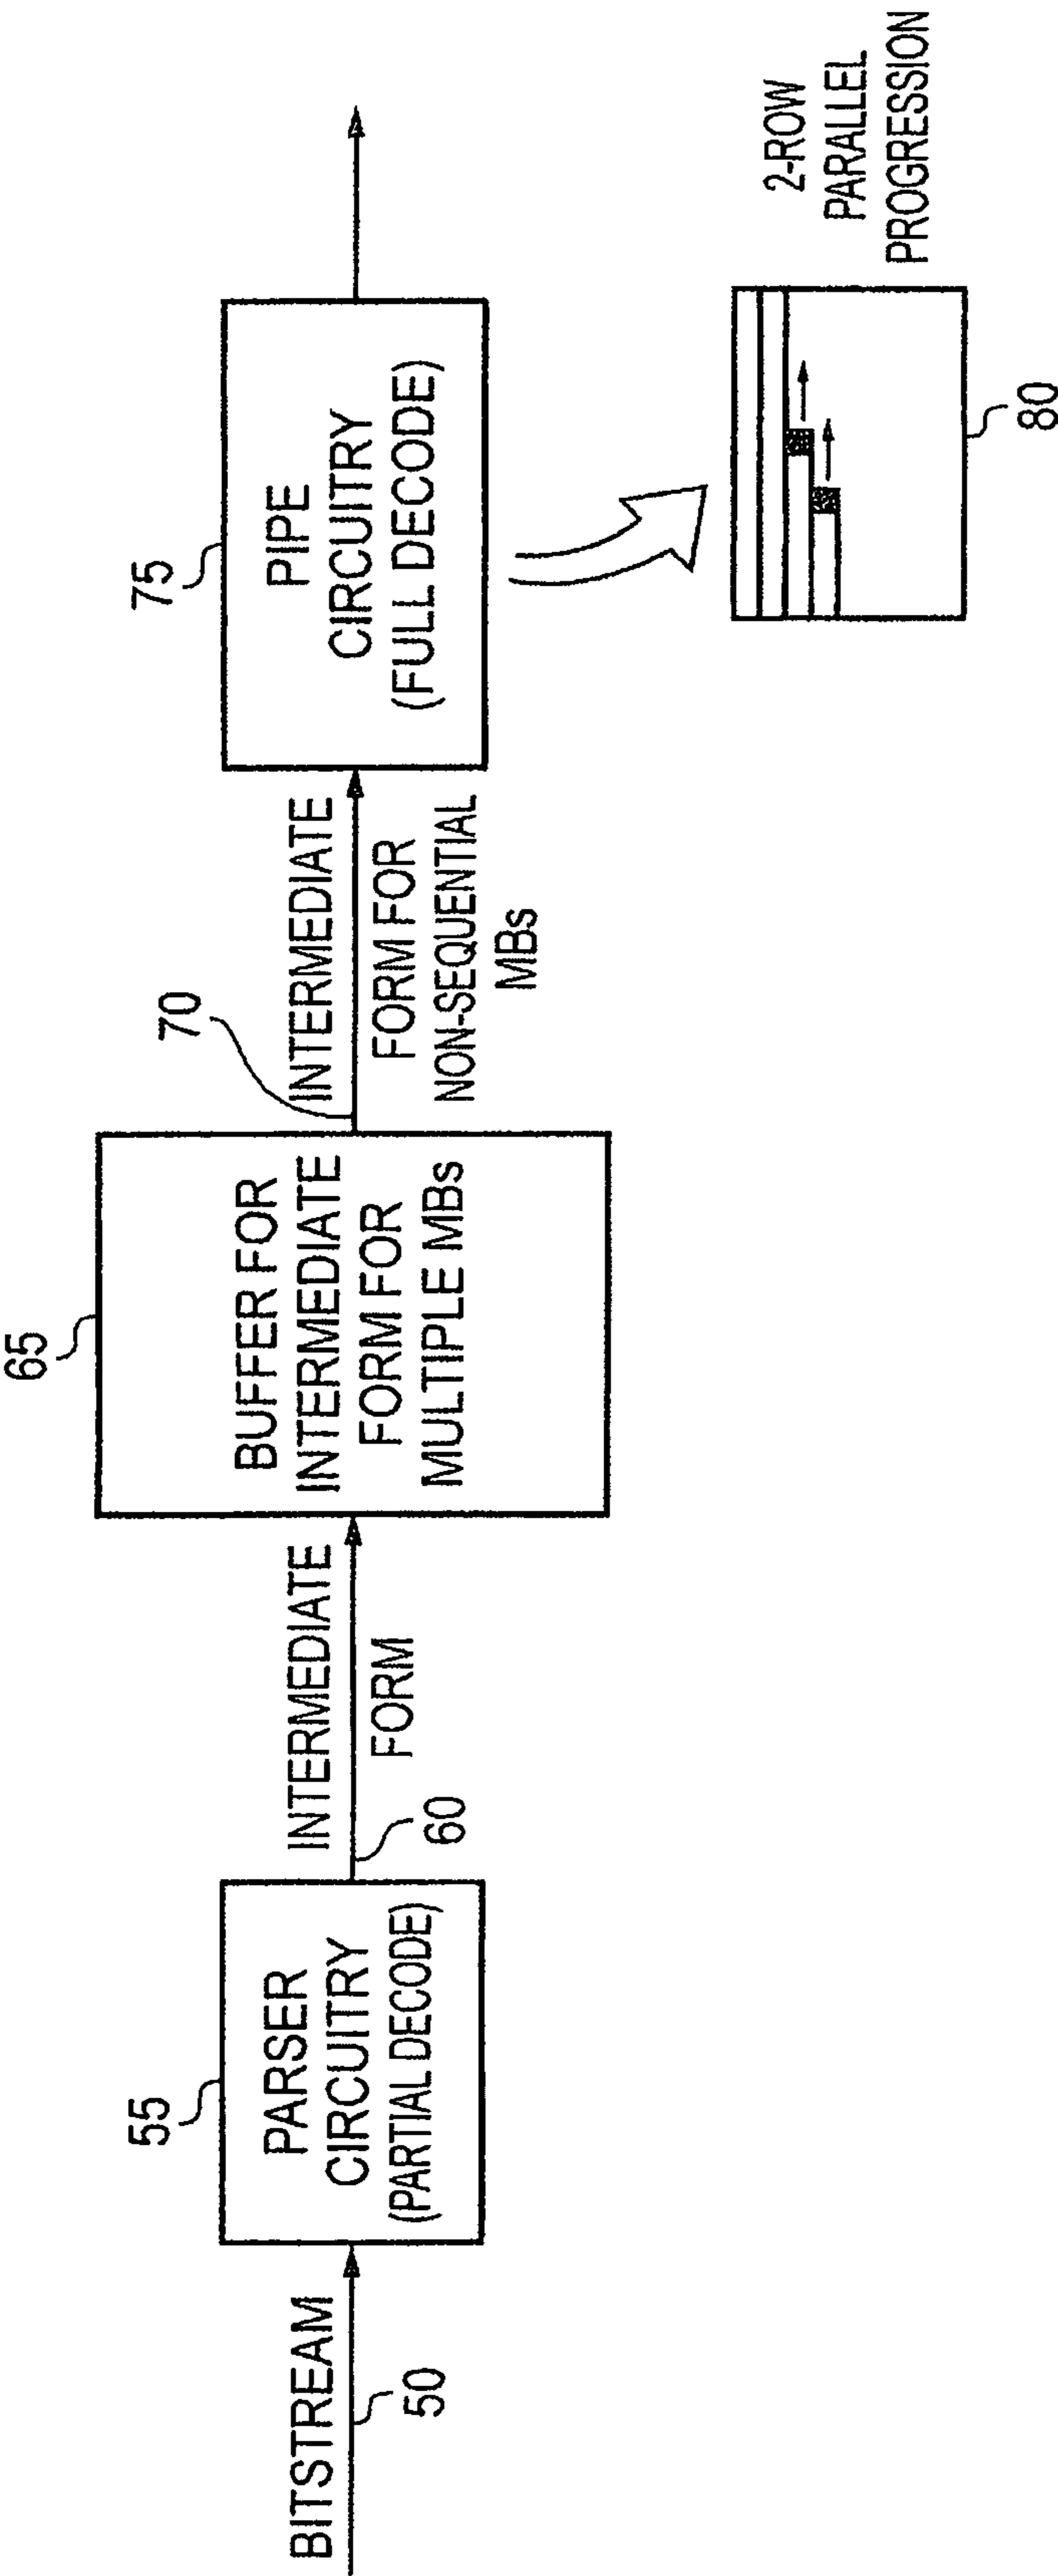 BITSTREAM
50
55
PARSER
CIRCUITRY
(PARTIAL DECODE)
INTERMEDIATE
FORM
60
65
BUFFER FOR
INTERMEDIATE
FORM FOR
MULTIPLE MBs
70
INTERMEDIATE
FORM FOR
NON-SEQUENTIAL
MBs
75
PIPE
CIRCUITRY
(FULL DECODE)
2-ROW
PARALLEL
PROGRESSION
80